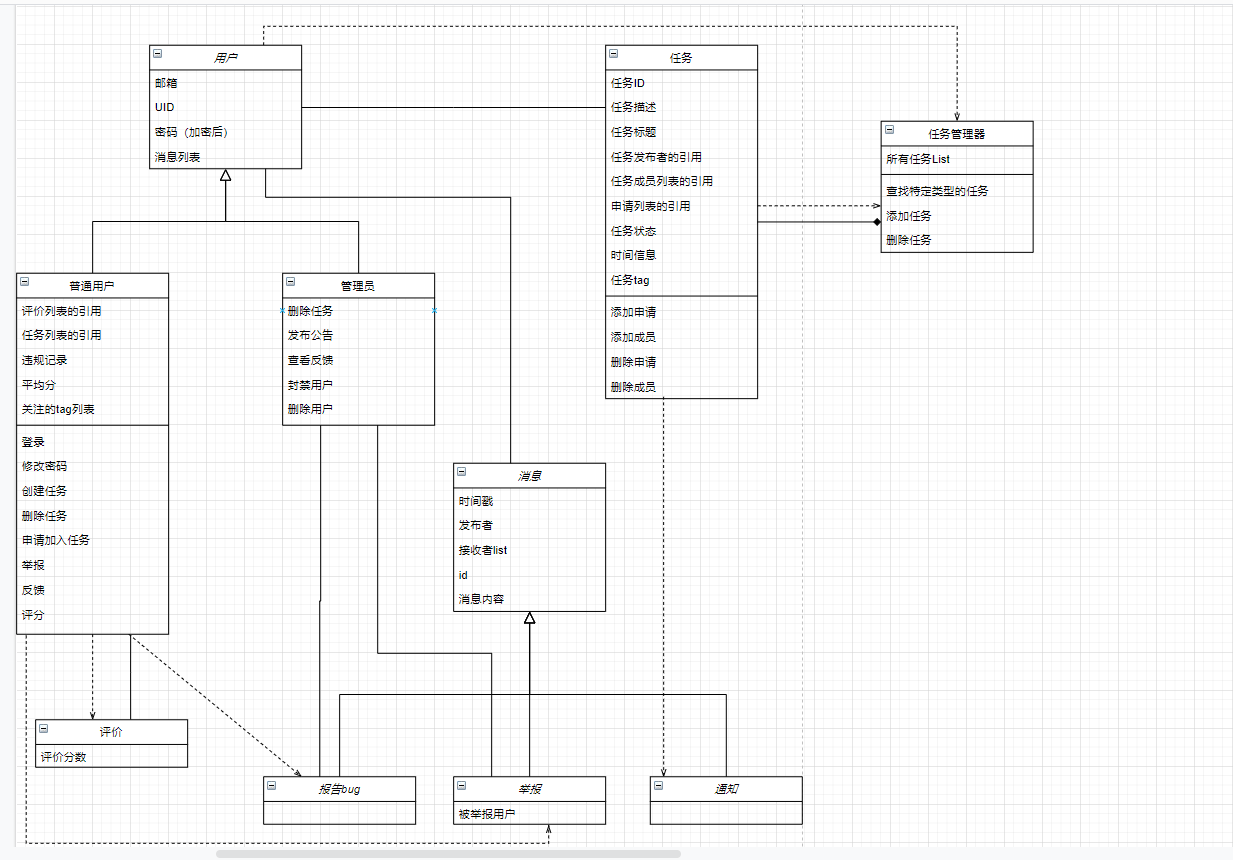 用户
邮箱
UID
密码（加密后）
消息列表
任务
任务ID
任务描述
任务标题
任务发布者的引用
任务成员列表的引用
申请列表的引用
任务状态
时间信息
任务tag
添加申请
添加成员
删除申请
删除成员
任务管理器
所有任务List
查找特定类型的任务
添加任务
删除任务
普通用户
评价列表的引用
任务列表的引用
违规记录
平均分
关注的tag列表
登录
修改密码
创建任务
删除任务
申请加入任务
举报
反馈
评分
管理员
删除任务
发布公告
查看反馈
封禁用户
删除用户
消息
时间戳
发布者
接收者list
id
消息内容
评价
评价分数
报告bug
举报
被举报用户
通知